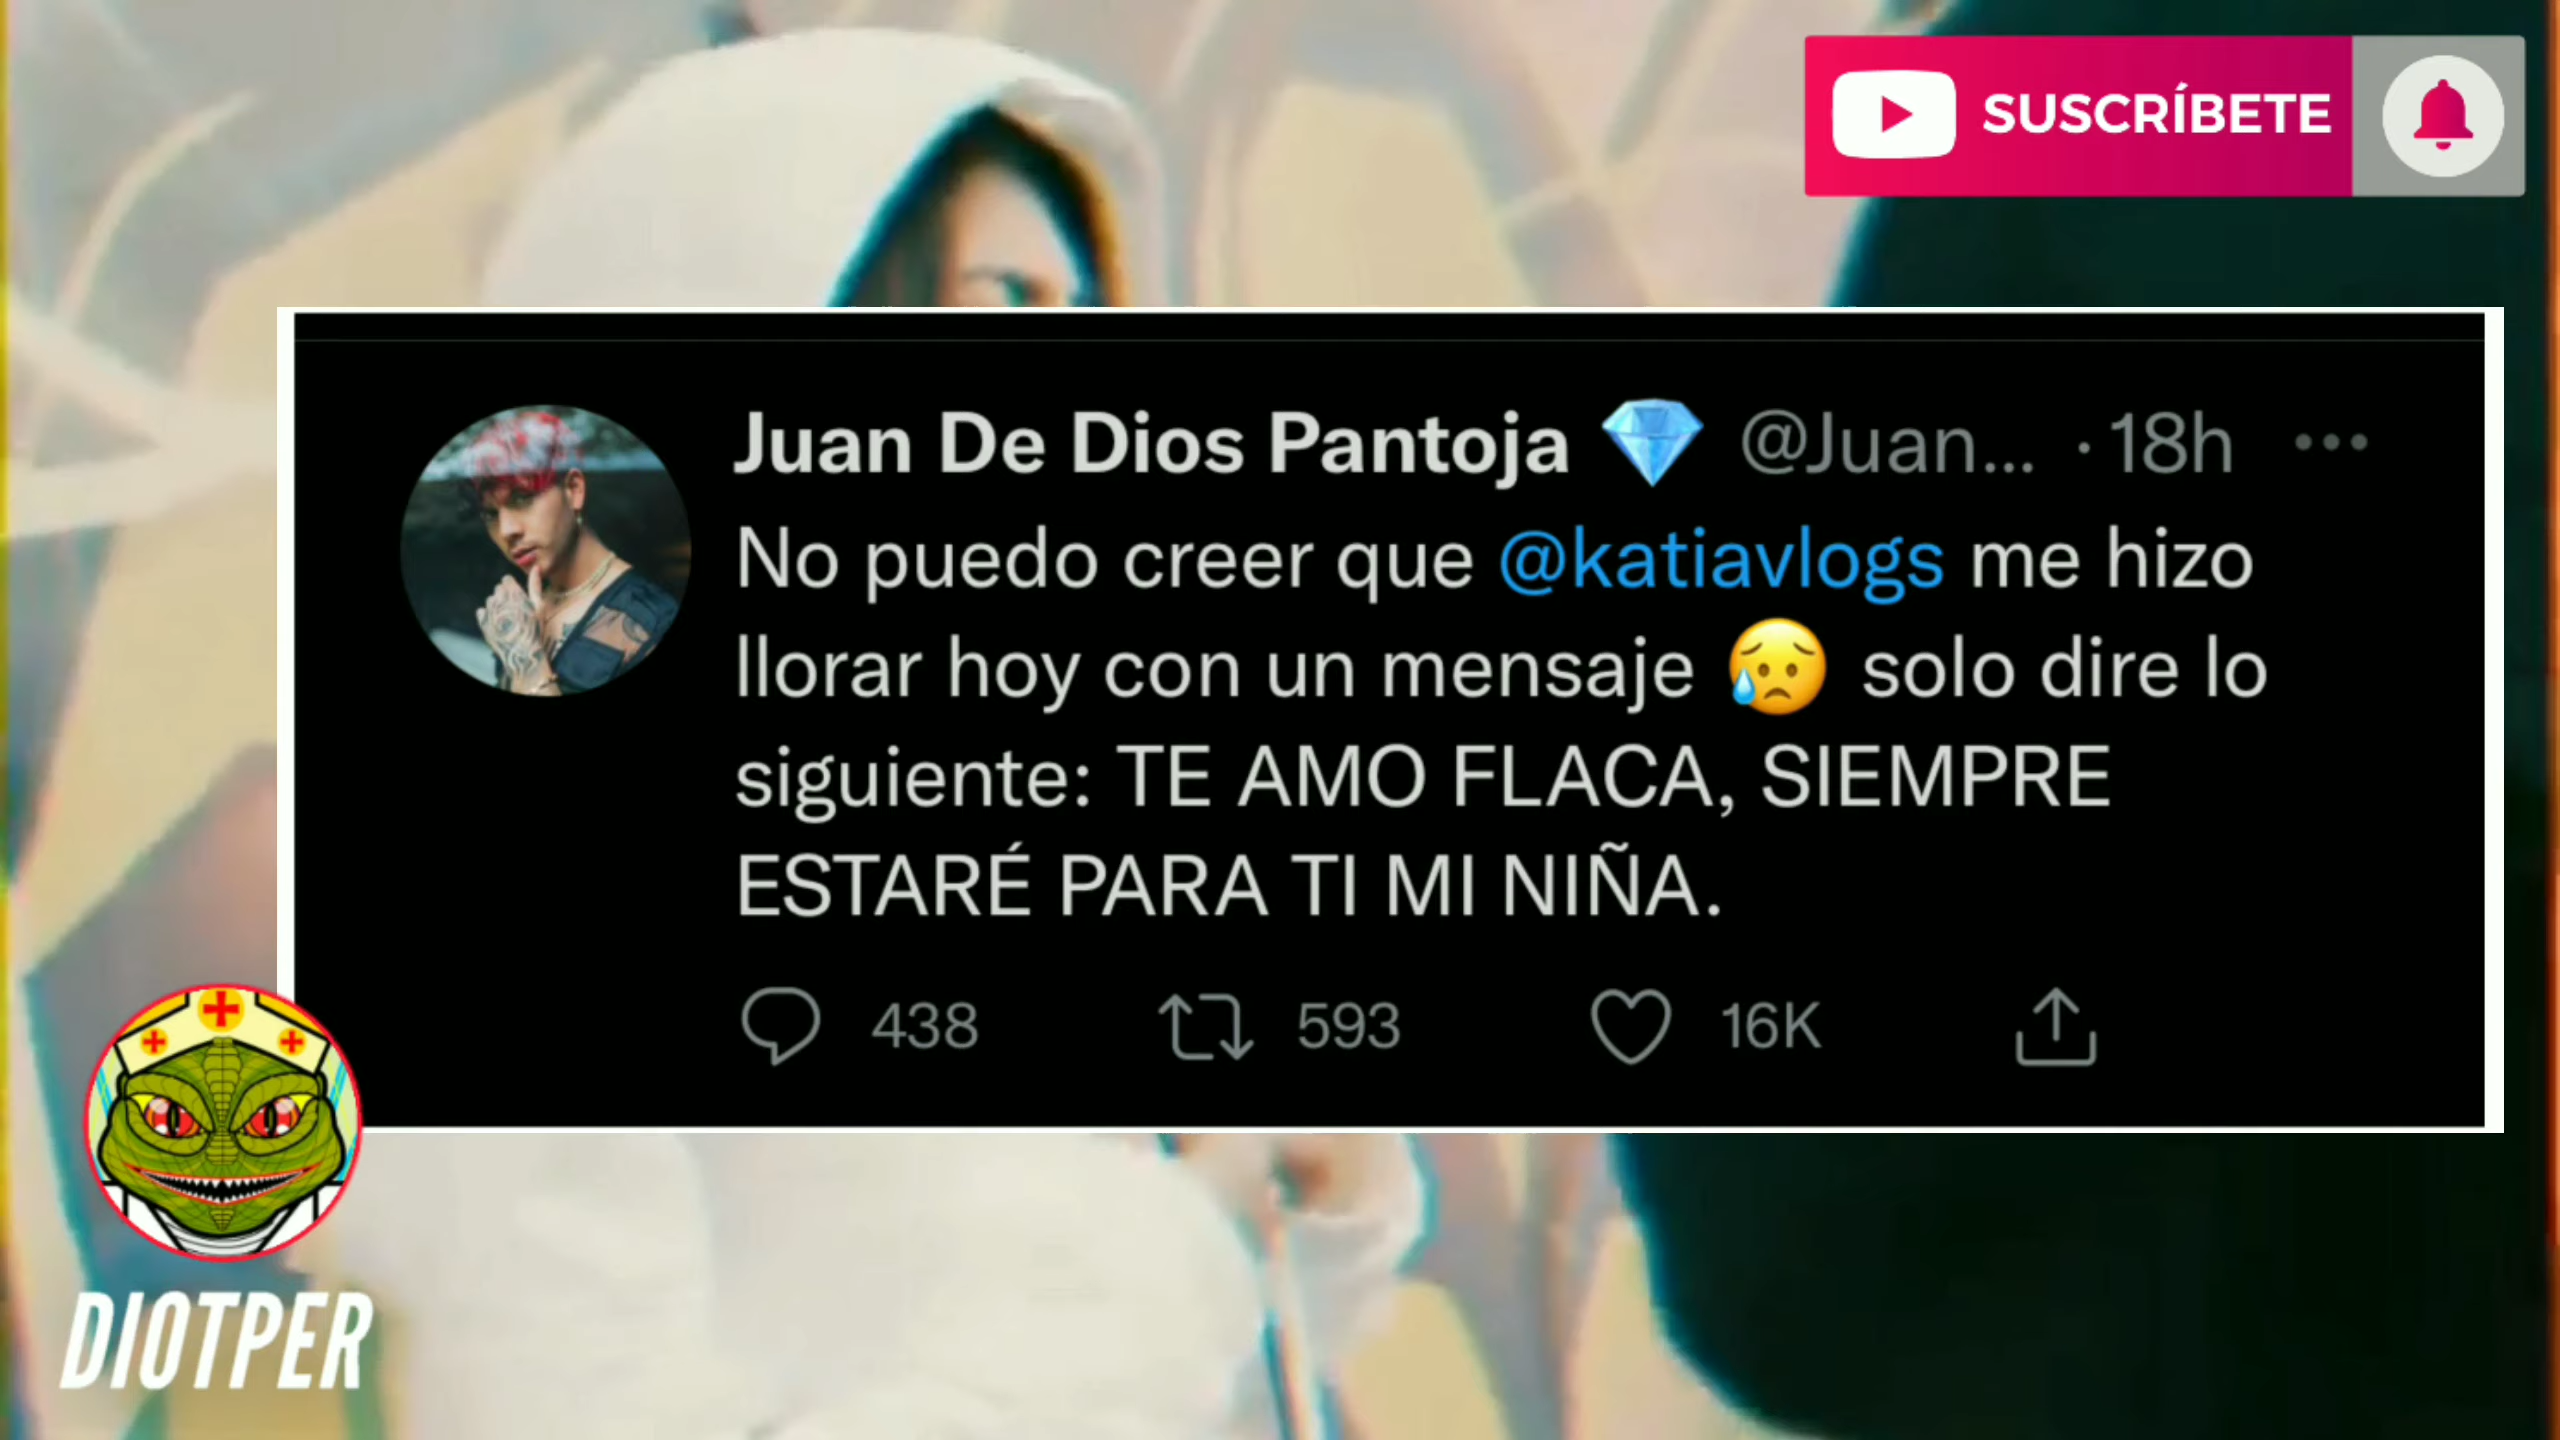 SUSCRÍBETE
Juan De Dios Pantoja 💎 @Juan... · 18h
No puedo creer que @katiavlogs me hizo
llorar hoy con un mensaje 😥 solo dire lo
siguiente: TE AMO FLACA, SIEMPRE
ESTARÉ PARA TI MI NIÑA.
438 593 16K
DIOTPER